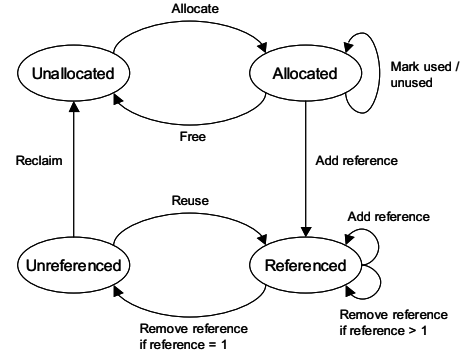 Allocate
Unallocated
Allocated
Mark used /
unused
Free
Reclaim
Add reference
Reuse
Add reference
Unreferenced
Referenced
Remove reference
if reference = 1
Remove reference
if reference > 1